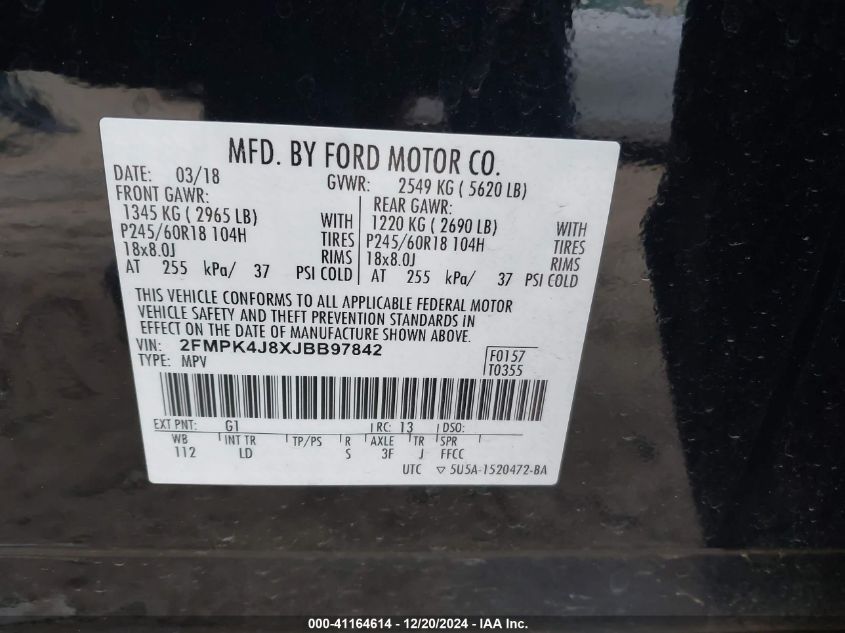 MFD. BY FORD MOTOR CO.
DATE: 03/18 GVWR: 2549 KG ( 5620 LB)
FRONT GAWR: REAR GAWR:
1345 KG ( 2965 LB) WITH 1220 KG ( 2690 LB) WITH
P245/60R18 104H TIRES P245/60R18 104H TIRES
18x8.0J RIMS 18x8.0J RIMS
AT 255 kPa/ 37 PSI COLD AT 255 kPa/ 37 PSI COLD
THIS VEHICLE CONFORMS TO ALL APPLICABLE FEDERAL MOTOR
VEHICLE SAFETY AND THEFT PREVENTION STANDARDS IN
EFFECT ON THE DATE OF MANUFACTURE SHOWN ABOVE.
VIN: 2FMPK4J8XJBB97842 F0157
TYPE: MPV T0355
EXT PNT: G1 RC: 13 DSO:
WB INT TR TP/PS R AXLE TR SPR
112 LD S 3F J FFCC
UTC ▽ 5U5A-1520472-BA
000-41164614 - 12/20/2024 - IAAI.com.